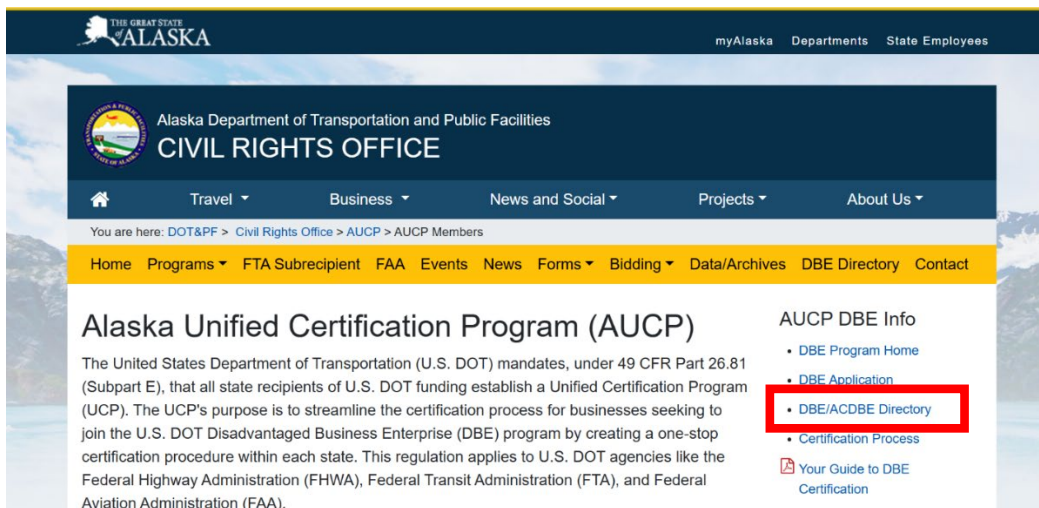 THE GREAT STATE
of ALASKA
myAlaska Departments State Employees
Alaska Department of Transportation and Public Facilities
CIVIL RIGHTS OFFICE
Travel Business News and Social Projects About Us
You are here: DOT&PF > Civil Rights Office > AUCP > AUCP Members
Home Programs FTA Subrecipient FAA Events News Forms Bidding Data/Archives DBE Directory Contact
Alaska Unified Certification Program (AUCP)
The United States Department of Transportation (U.S. DOT) mandates, under 49 CFR Part 26.81
(Subpart E), that all state recipients of U.S. DOT funding establish a Unified Certification Program
(UCP). The UCP's purpose is to streamline the certification process for businesses seeking to
join the U.S. DOT Disadvantaged Business Enterprise (DBE) program by creating a one-stop
certification procedure within each state. This regulation applies to U.S. DOT agencies like the
Federal Highway Administration (FHWA), Federal Transit Administration (FTA), and Federal
Aviation Administration (FAA).
AUCP DBE Info
• DBE Program Home
• DBE Application
• DBE/ACDBE Directory
• Certification Process
Your Guide to DBE
Certification